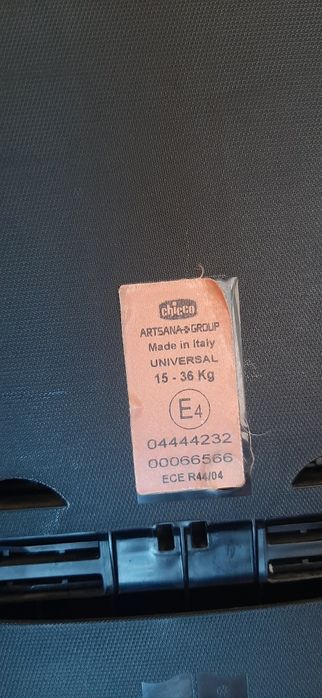 chicco
ARTSANA GROUP
Made in Italy
UNIVERSAL
15 - 36 Kg
E4
04444232
00066566
ECE R44/04